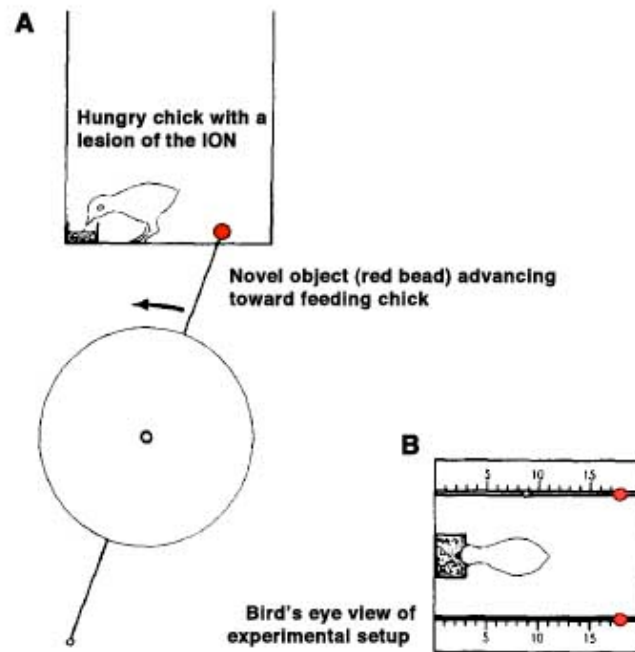 A
Hungry chick with a
lesion of the ION
Novel object (red bead) advancing
toward feeding chick
B
5 10 15
Bird's eye view of
experimental setup
5 10 15